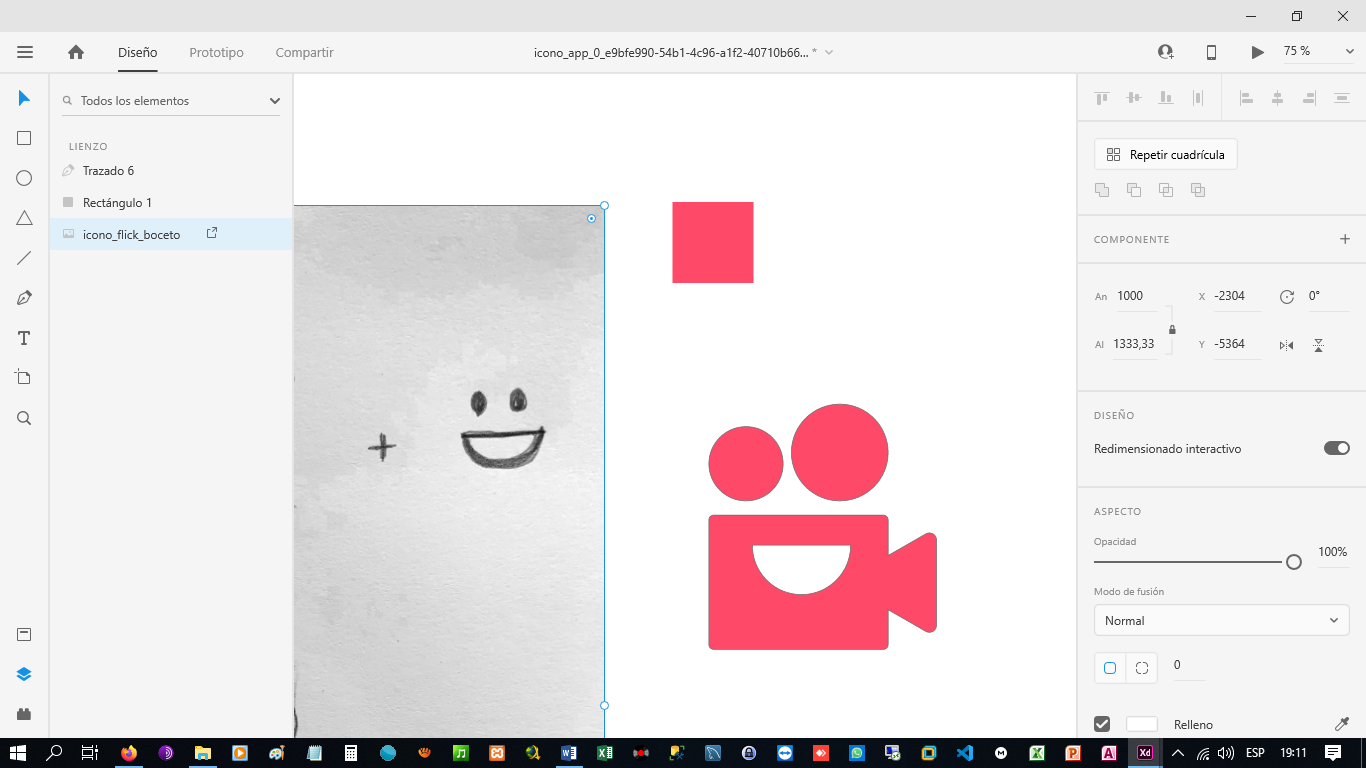 Diseño
Prototipo
Compartir
icono_app_0_e9bfe990-54b1-4c96-a1f2-40710b66... *
75 %
Todos los elementos
LIENZO
Trazado 6
Rectángulo 1
icono_flick_boceto
Repetir cuadrícula
COMPONENTE
An 1000 X -2304 0°
Al 1333,33 Y -5364
DISEÑO
Redimensionado interactivo
ASPECTO
Opacidad
100%
Modo de fusión
Normal
0
Relleno
ESP 19:11